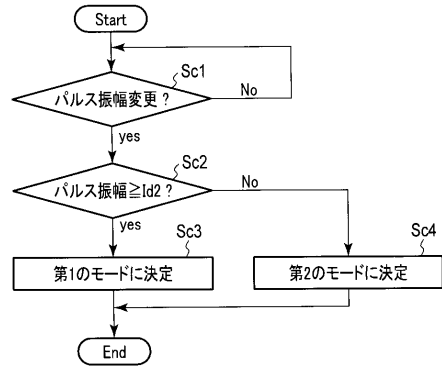 Start
Sc1
パルス振幅変更?
No
yes
Sc2
パルス振幅≧Id2?
No
yes
Sc3
第1のモードに決定
Sc4
第2のモードに決定
End